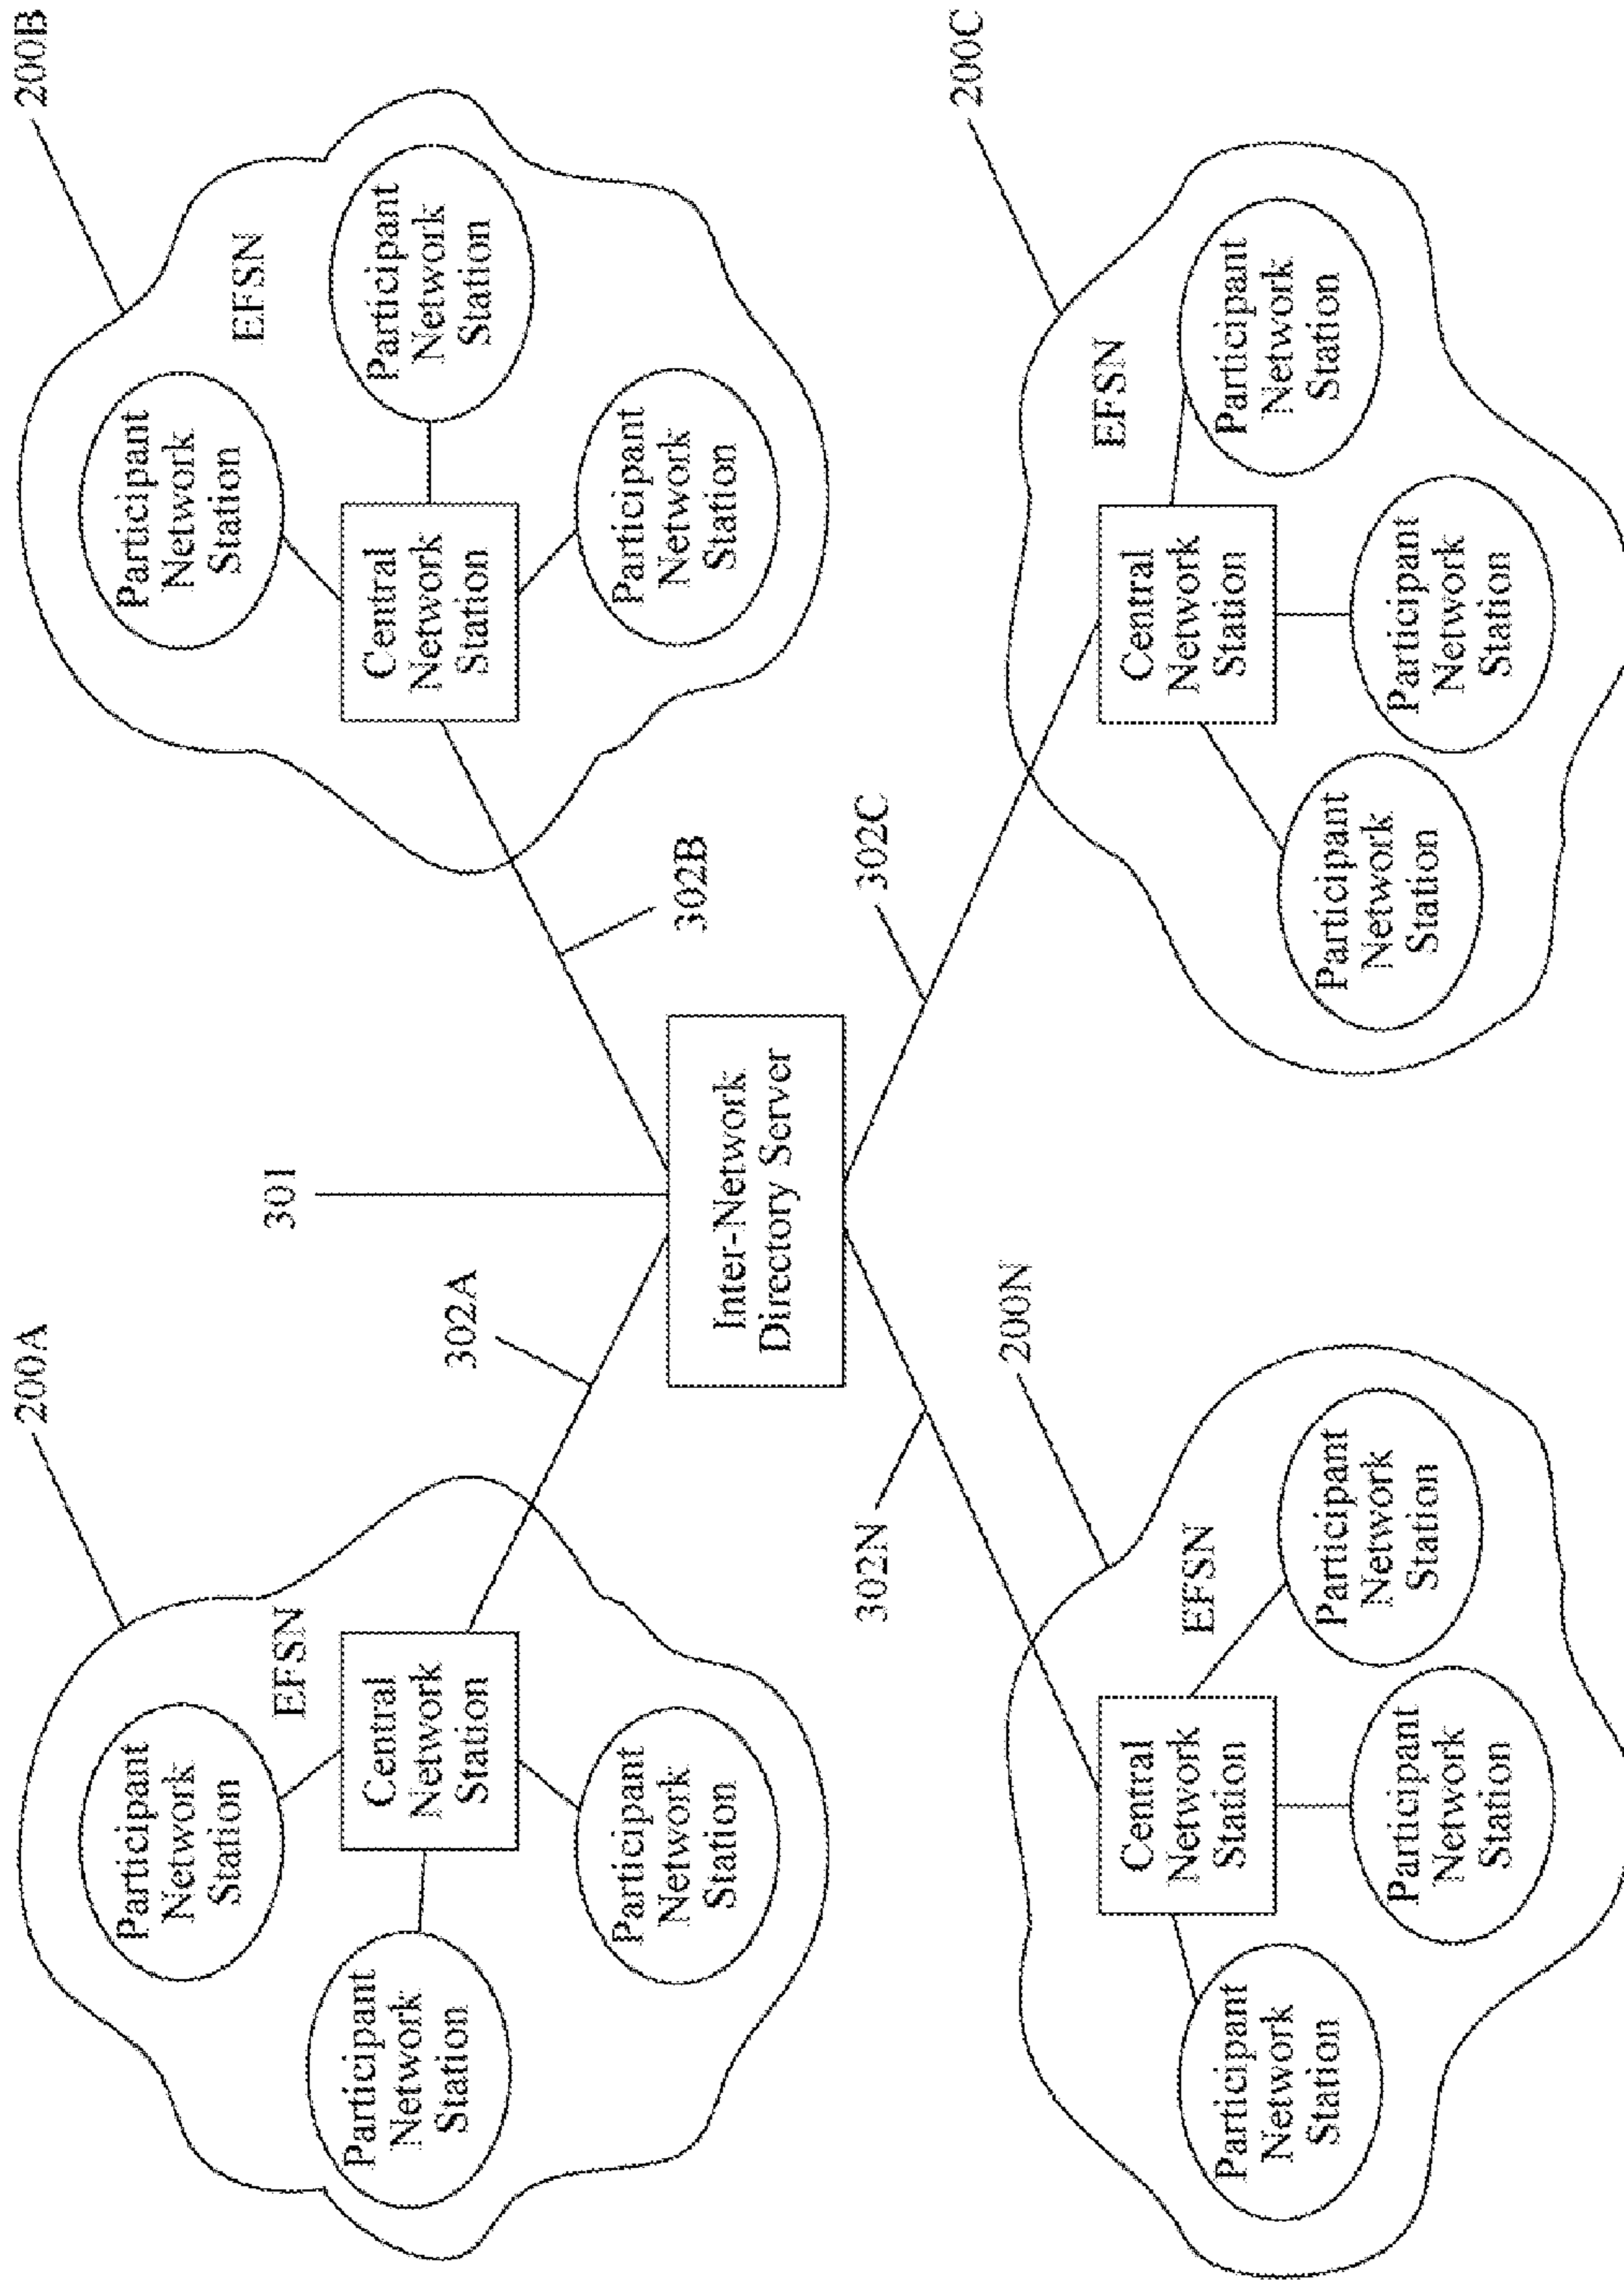 200A
EFSN
Participant
Network
Station
Participant
Network
Station
Central
Network
Station
Participant
Network
Station
302A
301
Inter-Network
Directory Server
200B
EFSN
Participant
Network
Station
Central
Network
Station
Participant
Network
Station
Participant
Network
Station
302B
302N
200N
EFSN
Central
Network
Station
Participant
Network
Station
Participant
Network
Station
Participant
Network
Station
302C
200C
EFSN
Central
Network
Station
Participant
Network
Station
Participant
Network
Station
Participant
Network
Station